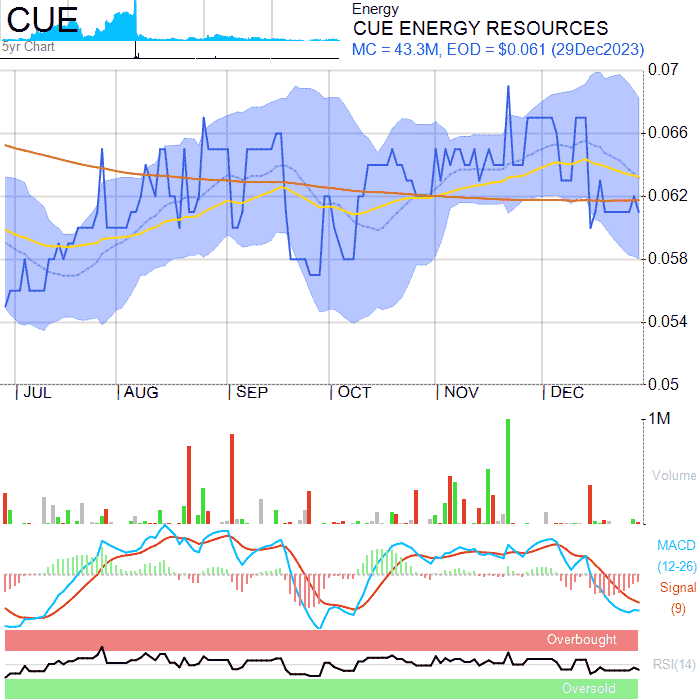 CUE
5yr Chart
Energy
CUE ENERGY RESOURCES
MC = 43.3M, EOD = $0.061 (29Dec2023)
0.07
0.066
0.062
0.058
0.054
0.05
JUL AUG SEP OCT NOV DEC
1M
Volume
MACD
(12-26)
Signal
(9)
Overbought
RSI(14)
Oversold